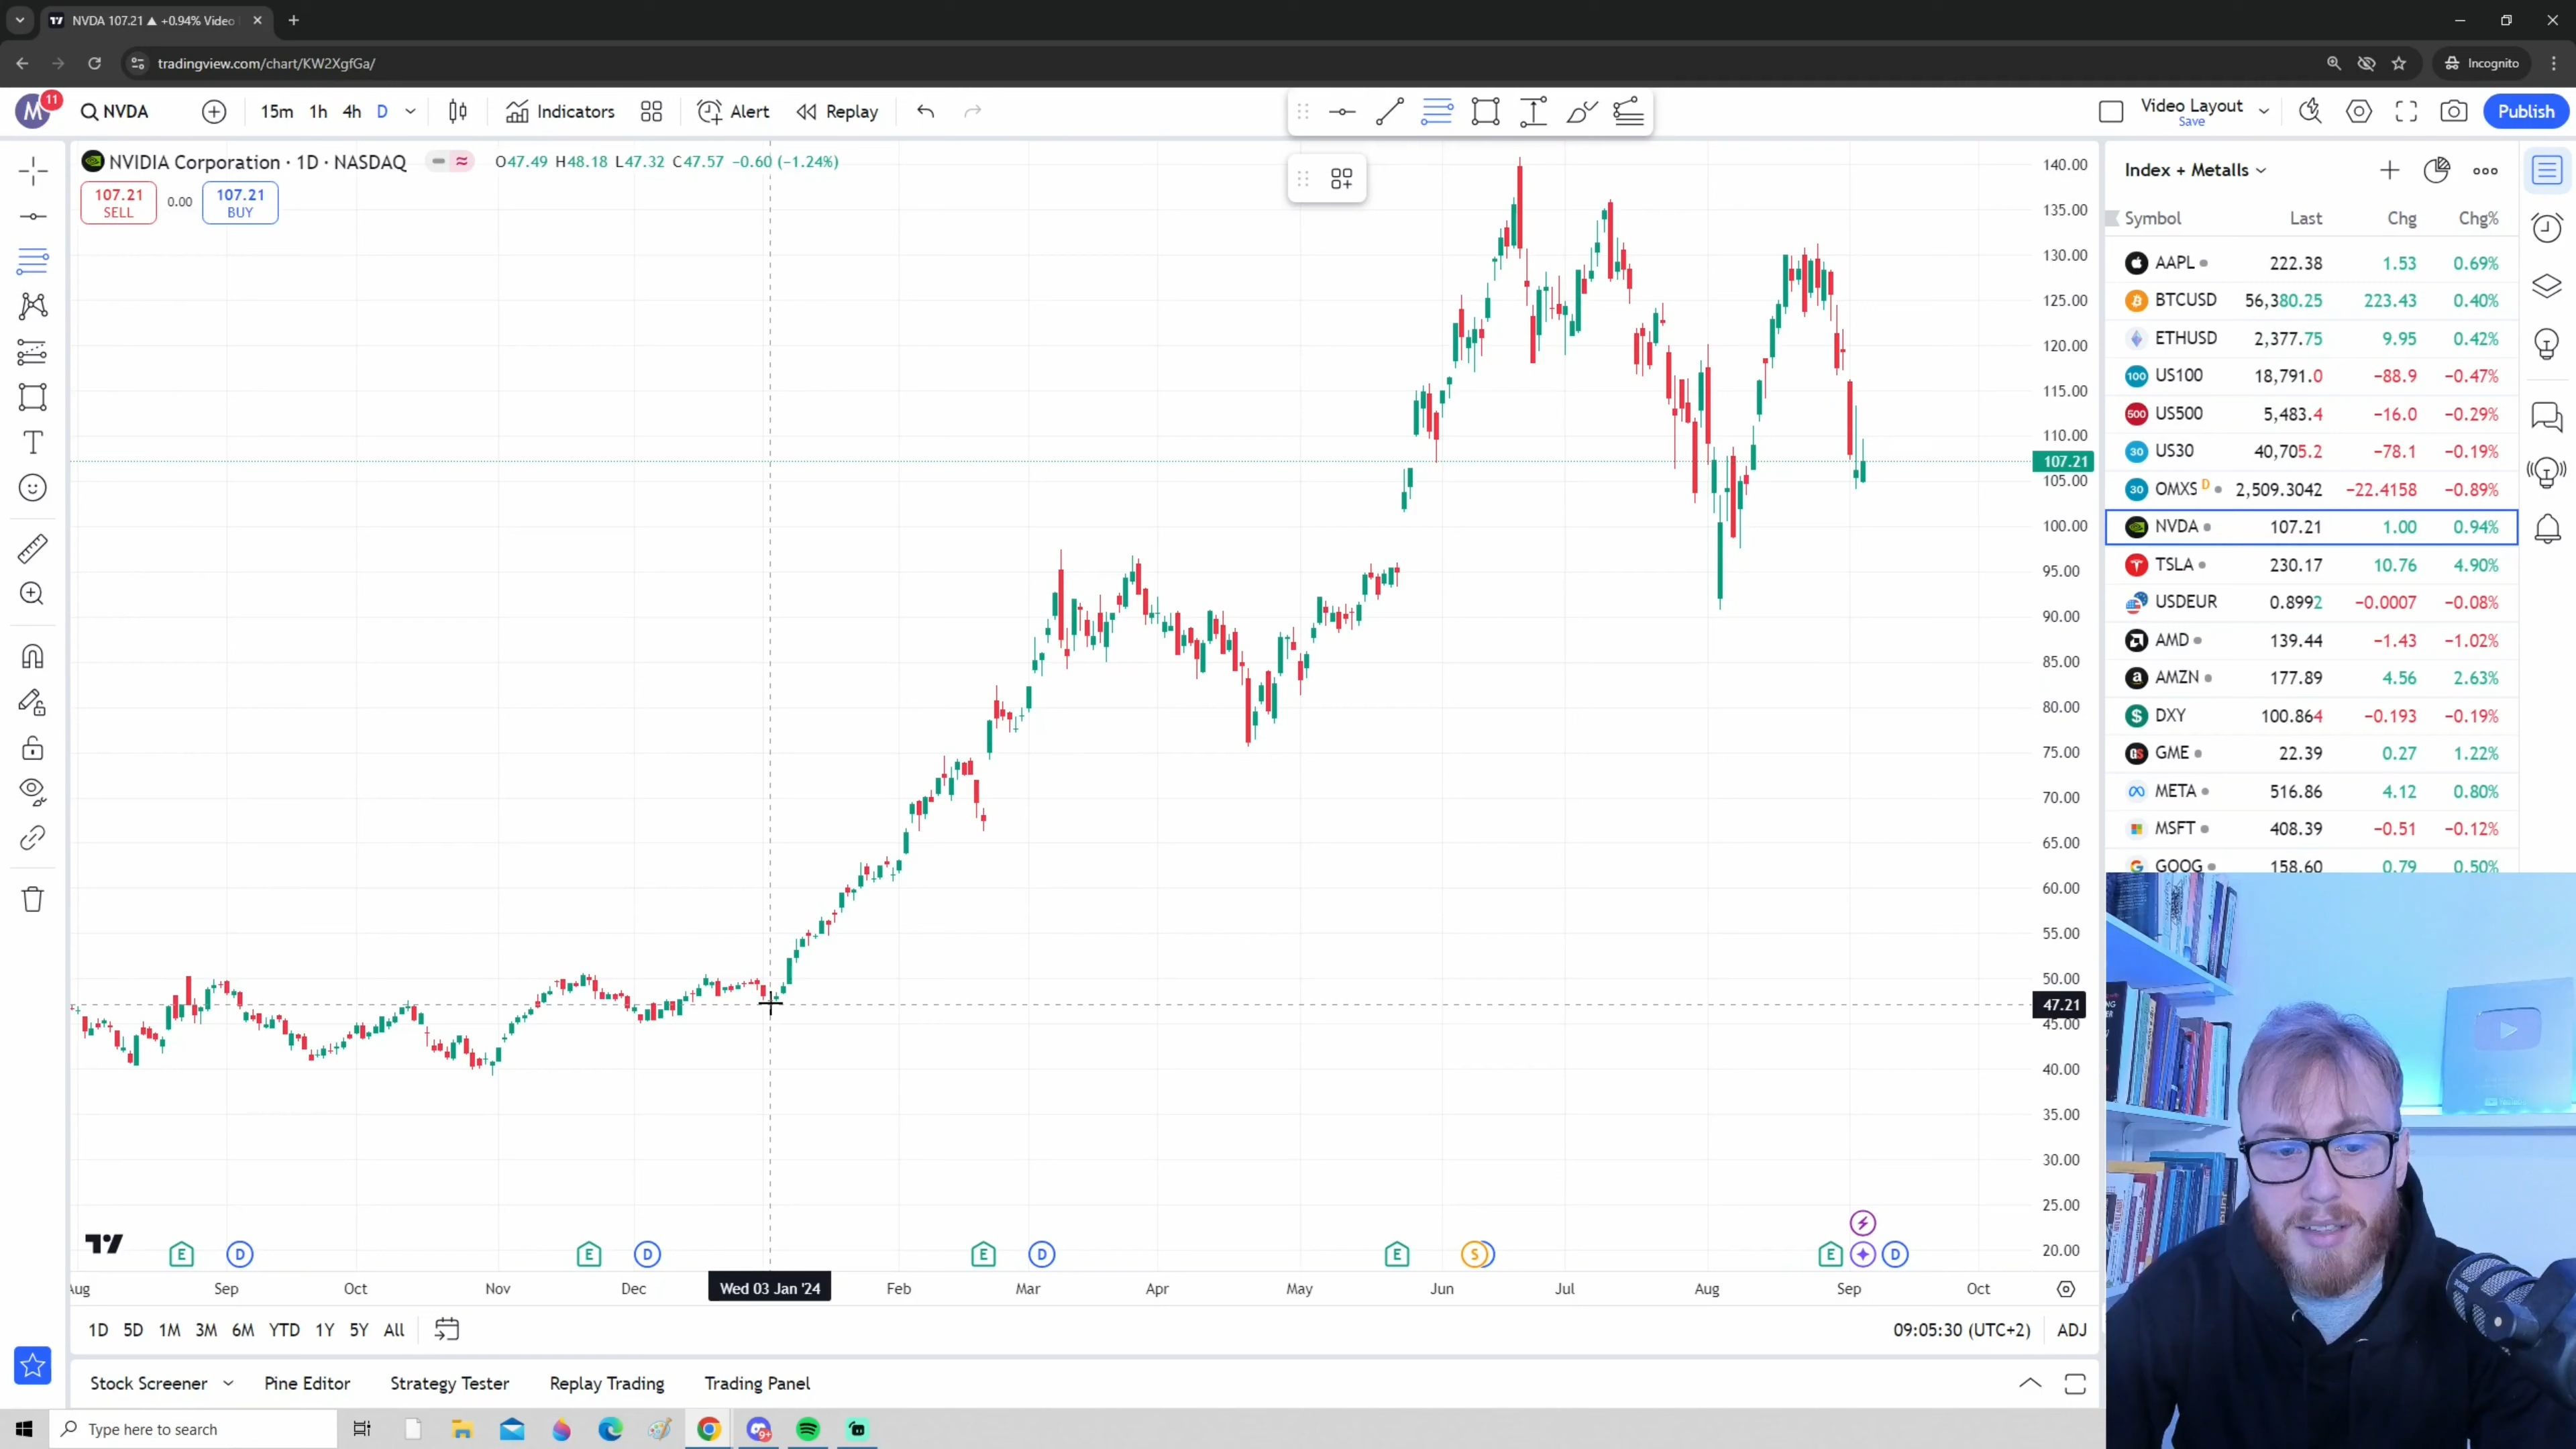 NVDA 107.21 ▲ +0.94% Video
tradingview.com/chart/KW2XgfGa/
Incognito
M 11
NVDA
15m 1h 4h D
Indicators
Alert
Replay
Video Layout
Save
Publish
NVIDIA Corporation · 1D · NASDAQ
O47.49 H48.18 L47.32 C47.57 −0.60 (−1.24%)
107.21 0.00 107.21
SELL BUY
140.00
135.00
130.00
125.00
120.00
115.00
110.00
107.21
105.00
100.00
95.00
90.00
85.00
80.00
75.00
70.00
65.00
60.00
55.00
50.00
47.21
45.00
40.00
35.00
30.00
25.00
20.00
Index + Metalls
Symbol Last Chg Chg%
AAPL 222.38 1.53 0.69%
BTCUSD 56,380.25 223.43 0.40%
ETHUSD 2,377.75 9.95 0.42%
100 US100 18,791.0 −88.9 −0.47%
500 US500 5,483.4 −16.0 −0.29%
30 US30 40,705.2 −78.1 −0.19%
30 OMXS D 2,509.3042 −22.4158 −0.89%
NVDA 107.21 1.00 0.94%
TSLA 230.17 10.76 4.90%
USDEUR 0.8992 −0.0007 −0.08%
AMD 139.44 −1.43 −1.02%
AMZN 177.89 4.56 2.63%
DXY 100.864 −0.193 −0.19%
GME 22.39 0.27 1.22%
META 516.86 4.12 0.80%
MSFT 408.39 −0.51 −0.12%
GOOG 158.60 0.79 0.50%
E D E D E D E S E D
Aug Sep Oct Nov Dec Wed 03 Jan '24 Feb Mar Apr May Jun Jul Aug Sep Oct
1D 5D 1M 3M 6M YTD 1Y 5Y All
09:05:30 (UTC+2) ADJ
Stock Screener Pine Editor Strategy Tester Replay Trading Trading Panel
Type here to search
9+